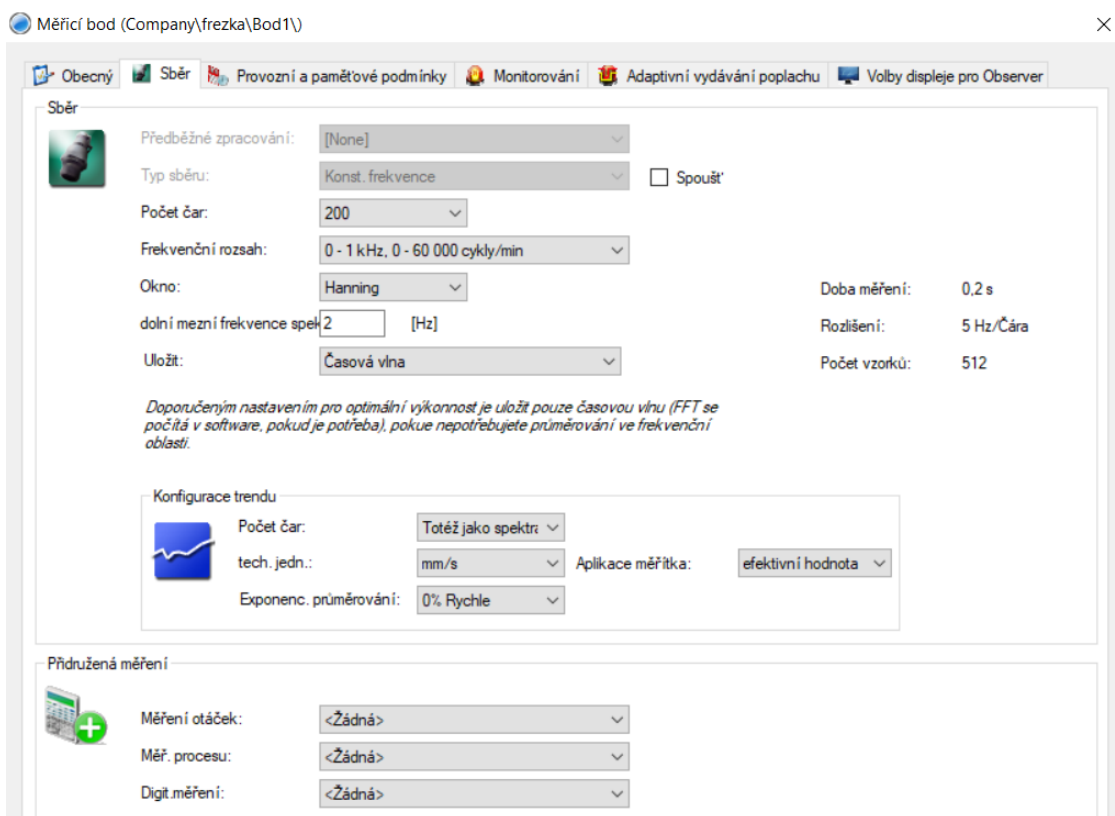 Měřicí bod (Company\frezka\Bod1\)
Obecný Sběr Provozní a paměťové podmínky Monitorování Adaptivní vydávání poplachu Volby displeje pro Observer
Sběr
Předběžné zpracování: [None]
Typ sběru: Konst. frekvence Spoušť
Počet čar: 200
Frekvenční rozsah: 0 - 1 kHz, 0 - 60 000 cykly/min
Okno: Hanning Doba měření: 0,2 s
dolní mezní frekvence spek 2 [Hz] Rozlišení: 5 Hz/Čára
Uložit: Časová vlna Počet vzorků: 512
Doporučeným nastavením pro optimální výkonnost je uložit pouze časovou vlnu (FFT se
počítá v software, pokud je potřeba), pokue nepotřebujete průměrování ve frekvenční
oblasti.
Konfigurace trendu
Počet čar: Totéž jako spektra
tech. jedn.: mm/s Aplikace měřítka: efektivní hodnota
Exponenc. průměrování: 0% Rychle
Přidružená měření
Měření otáček: <Žádná>
Měř. procesu: <Žádná>
Digit.měření: <Žádná>